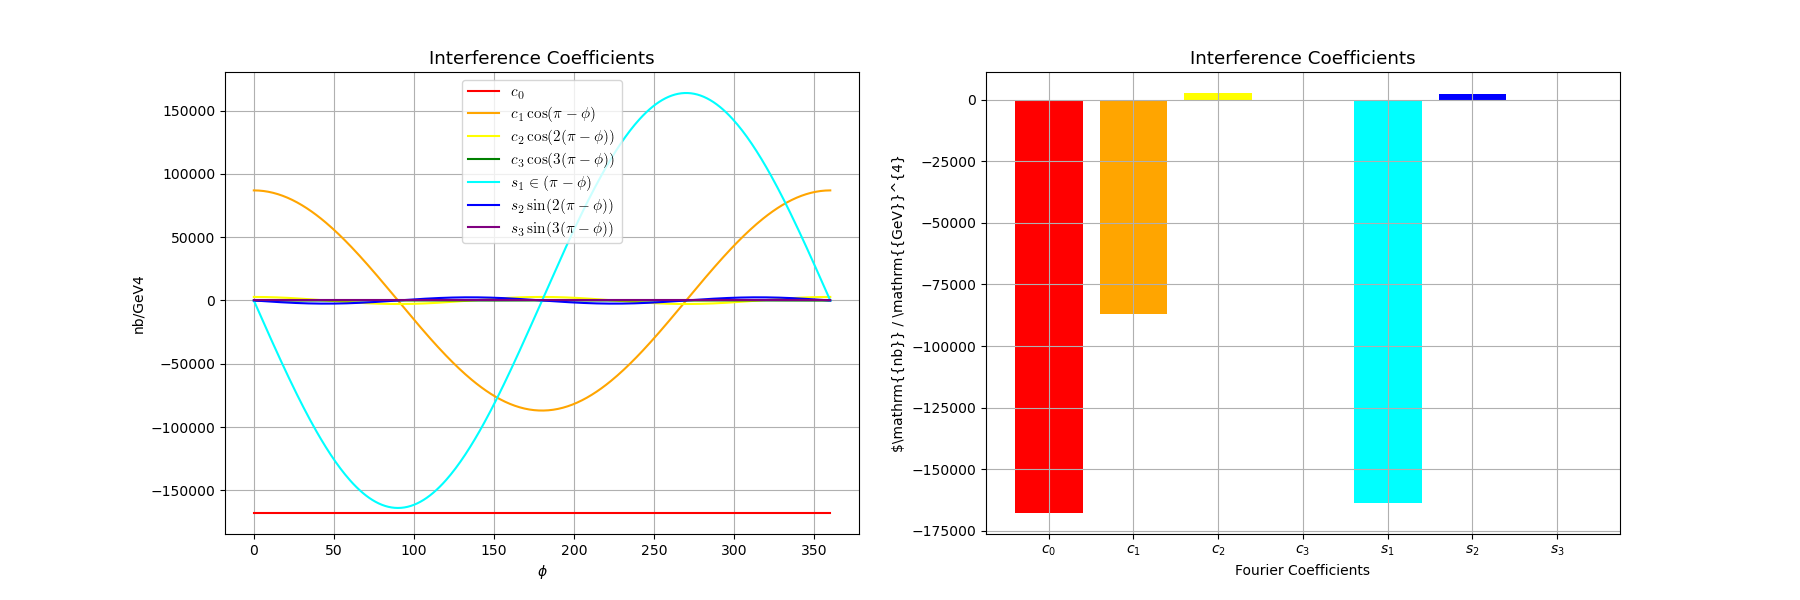 Interference Coefficients
nb/GeV4
150000
100000
50000
0
−50000
−100000
−150000
c₀
c₁ cos(π − ϕ)
c₂ cos(2(π − ϕ))
c₃ cos(3(π − ϕ))
s₁ ∈ (π − ϕ)
s₂ sin(2(π − ϕ))
s₃ sin(3(π − ϕ))
0 50 100 150 200 250 300 350
ϕ
Interference Coefficients
$\mathrm{{nb}} / \mathrm{{GeV}}^{4}
0
−25000
−50000
−75000
−100000
−125000
−150000
−175000
c₀ c₁ c₂ c₃ s₁ s₂ s₃
Fourier Coefficients